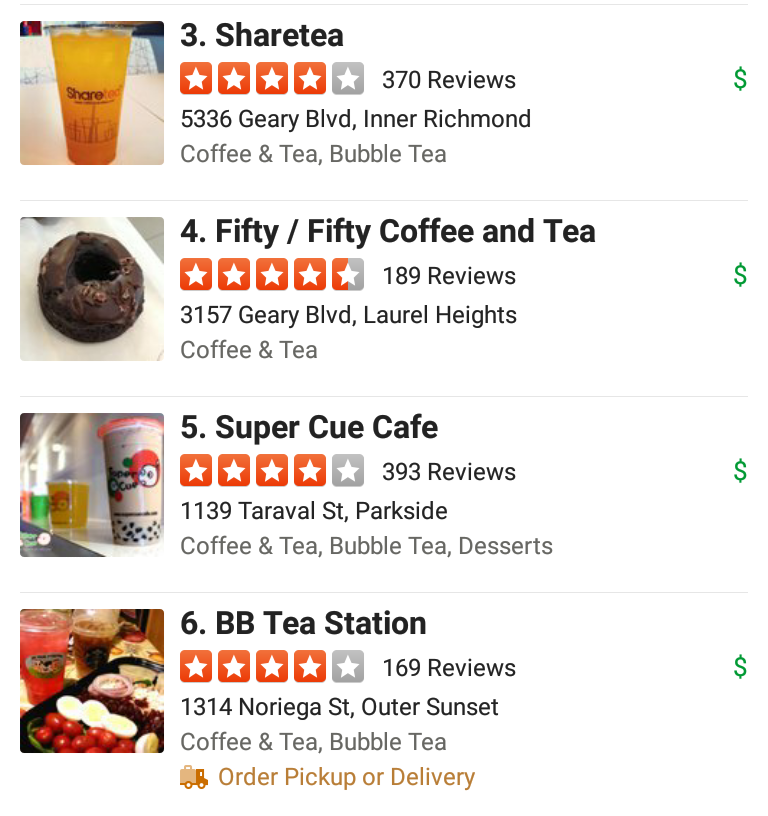 Sharetea
3. Sharetea
370 Reviews
$
5336 Geary Blvd, Inner Richmond
Coffee & Tea, Bubble Tea
4. Fifty / Fifty Coffee and Tea
189 Reviews
$
3157 Geary Blvd, Laurel Heights
Coffee & Tea
Super Cue
5. Super Cue Cafe
393 Reviews
$
1139 Taraval St, Parkside
Coffee & Tea, Bubble Tea, Desserts
6. BB Tea Station
169 Reviews
$
1314 Noriega St, Outer Sunset
Coffee & Tea, Bubble Tea
Order Pickup or Delivery